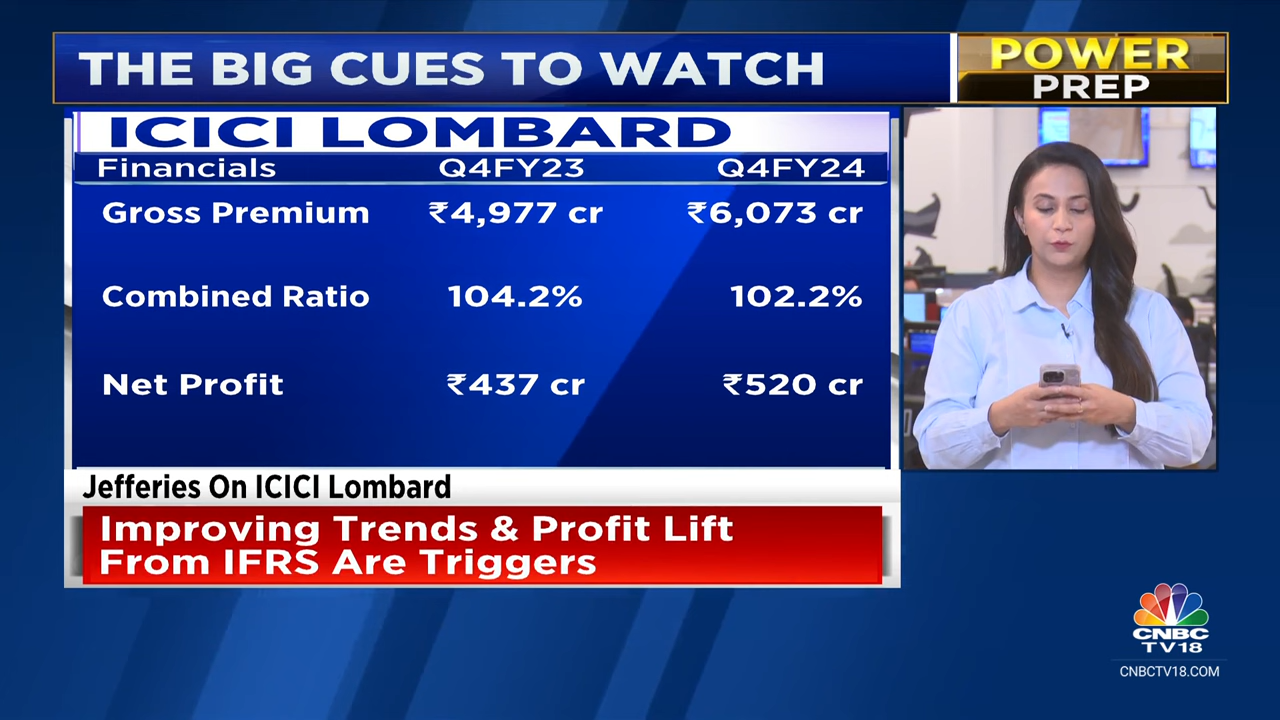 THE BIG CUES TO WATCH
POWER
PREP
ICICI LOMBARD
Financials Q4FY23 Q4FY24
Gross Premium ₹4,977 cr ₹6,073 cr
Combined Ratio 104.2% 102.2%
Net Profit ₹437 cr ₹520 cr
Jefferies On ICICI Lombard
Improving Trends & Profit Lift
From IFRS Are Triggers
CNBC
TV18
CNBCTV18.COM